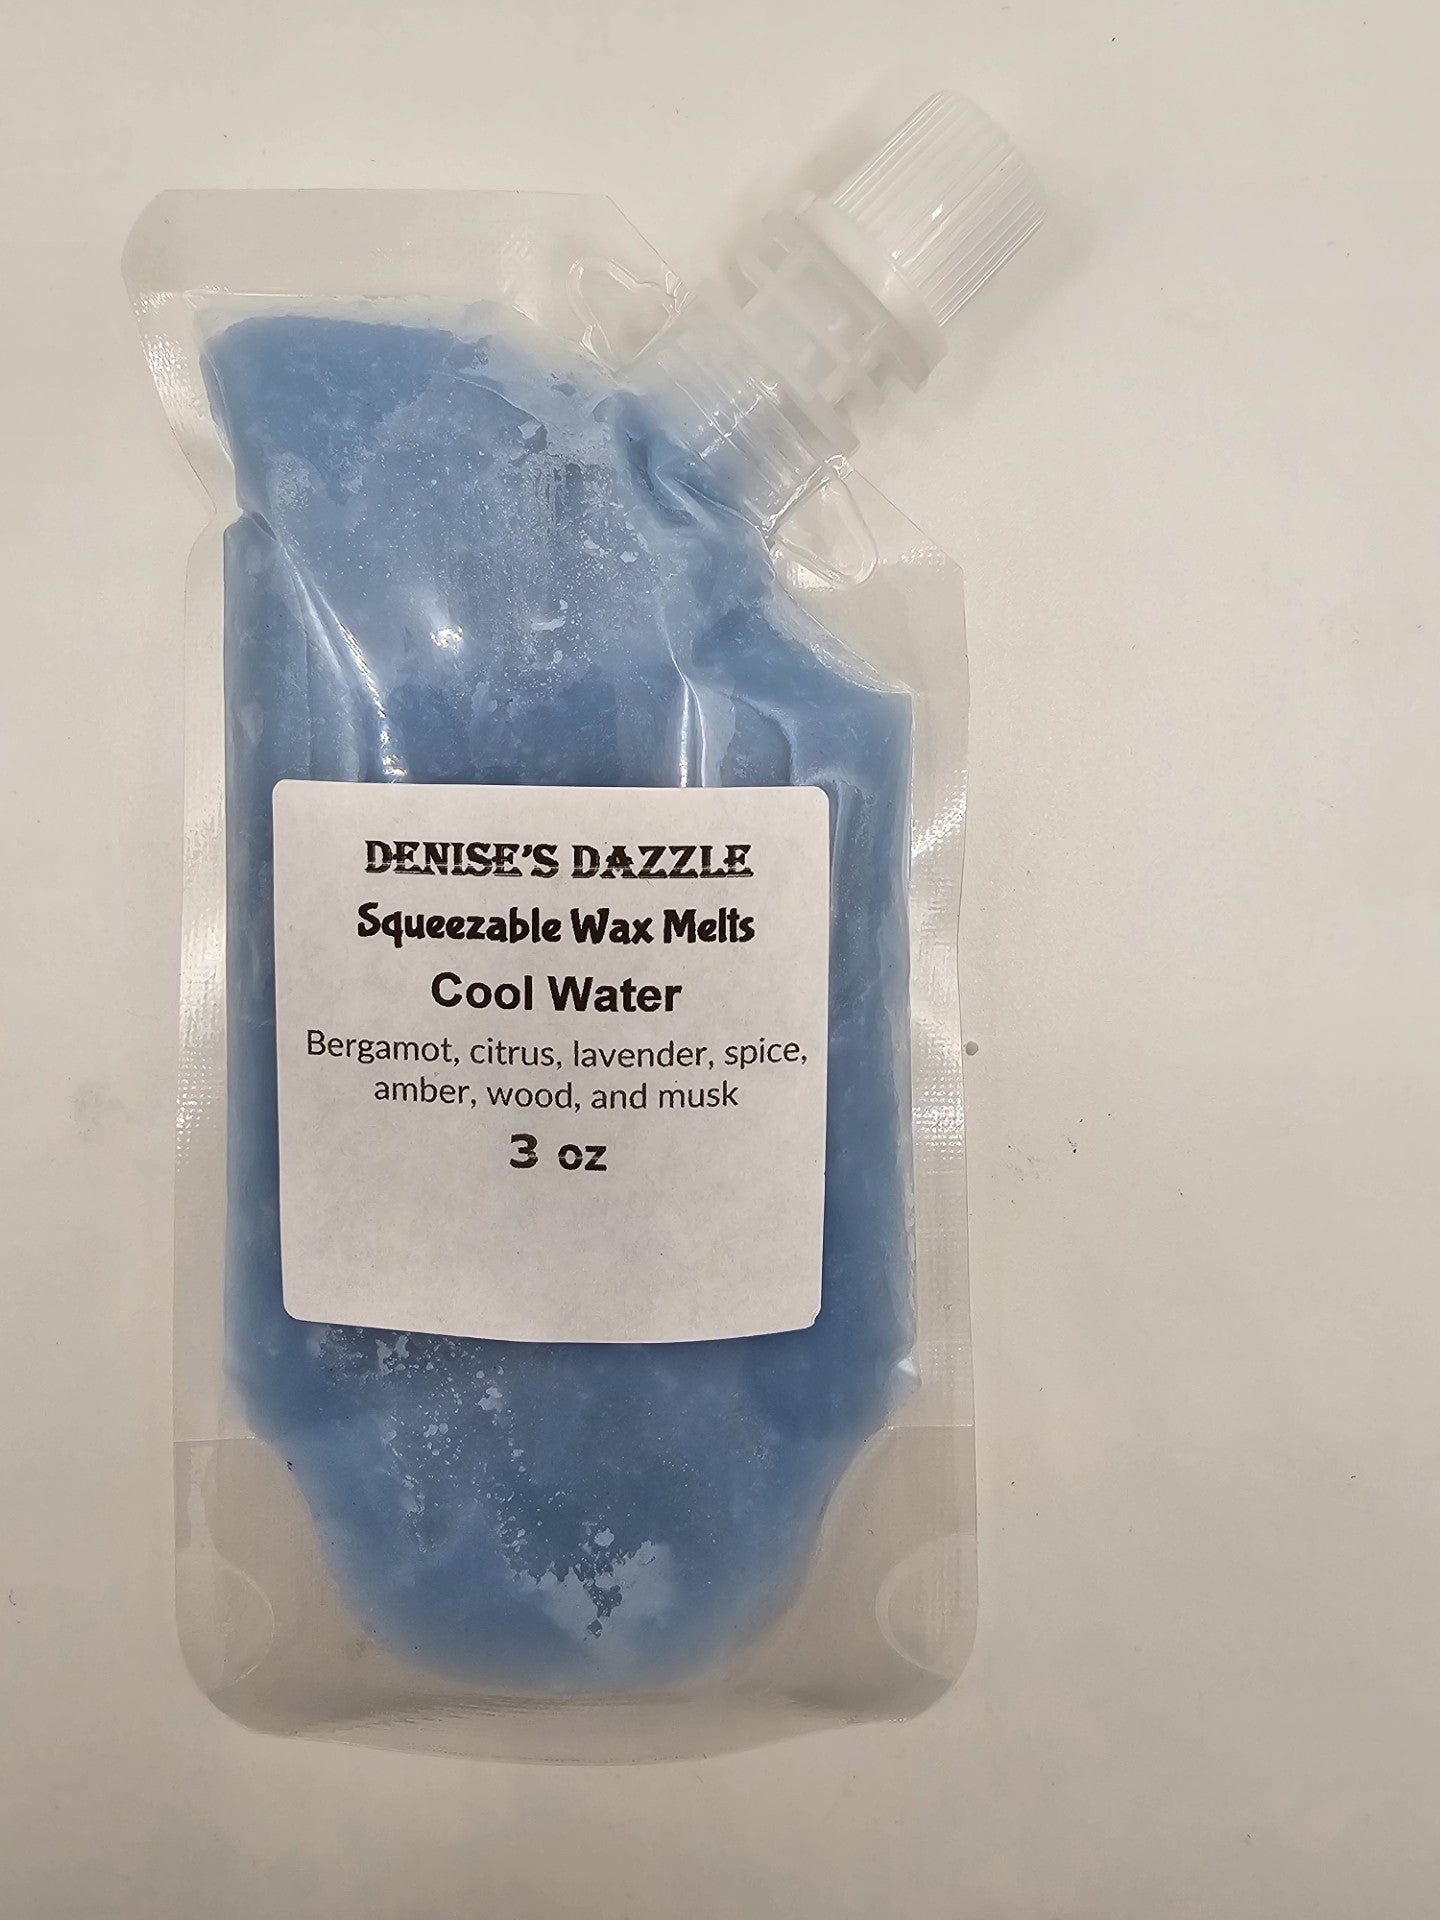 DENISE'S DAZZLE
Squeezable Wax Melts
Cool Water
Bergamot, citrus, lavender, spice,
amber, wood, and musk
3 oz